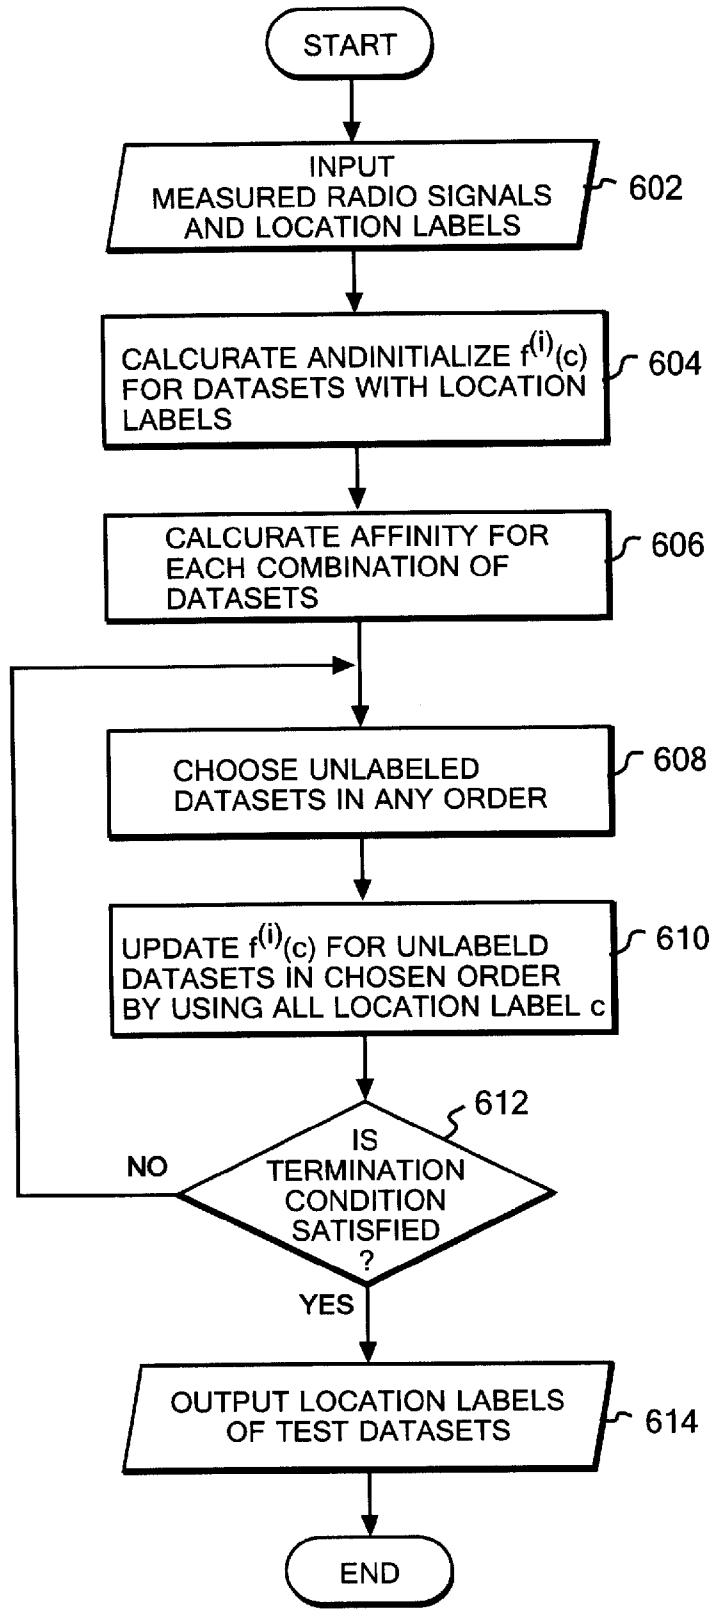 START
INPUT
MEASURED RADIO SIGNALS
AND LOCATION LABELS
602
CALCURATE ANDINITIALIZE f(i)(c)
FOR DATASETS WITH LOCATION
LABELS
604
CALCURATE AFFINITY FOR
EACH COMBINATION OF
DATASETS
606
CHOOSE UNLABELED
DATASETS IN ANY ORDER
608
UPDATE f(i)(c) FOR UNLABELD
DATASETS IN CHOSEN ORDER
BY USING ALL LOCATION LABEL c
610
612
IS
TERMINATION
CONDITION
SATISFIED
?
NO
YES
OUTPUT LOCATION LABELS
OF TEST DATASETS
614
END